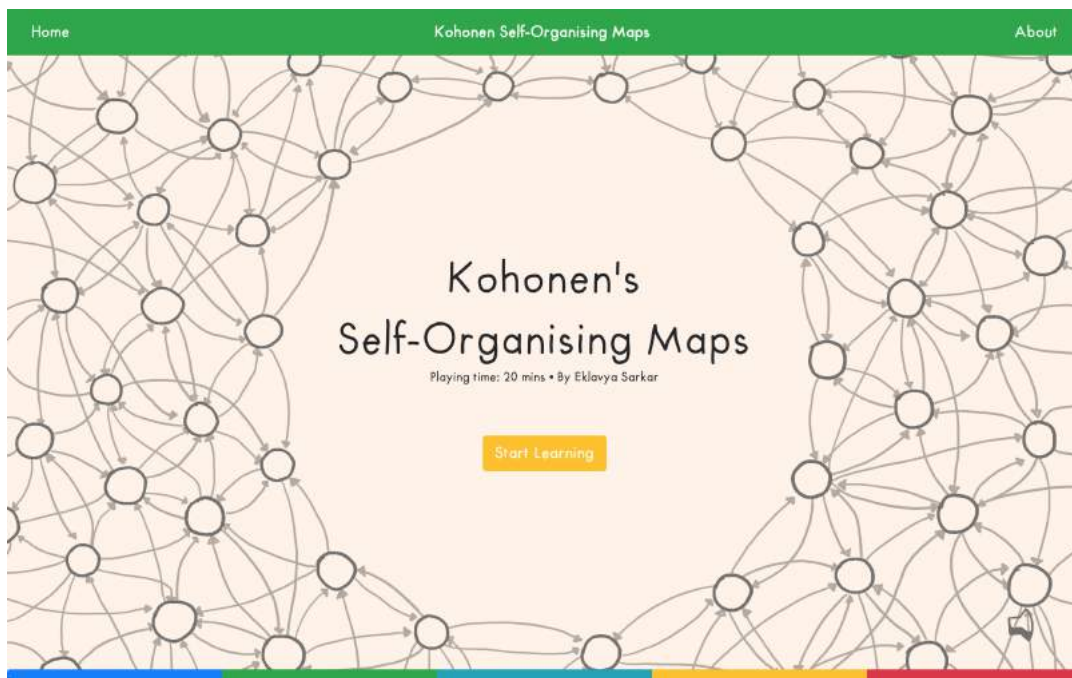 Home
Kohonen Self-Organising Maps
About
Kohonen's
Self-Organising Maps
Playing time: 20 mins • By Eklavya Sarkar
Start Learning